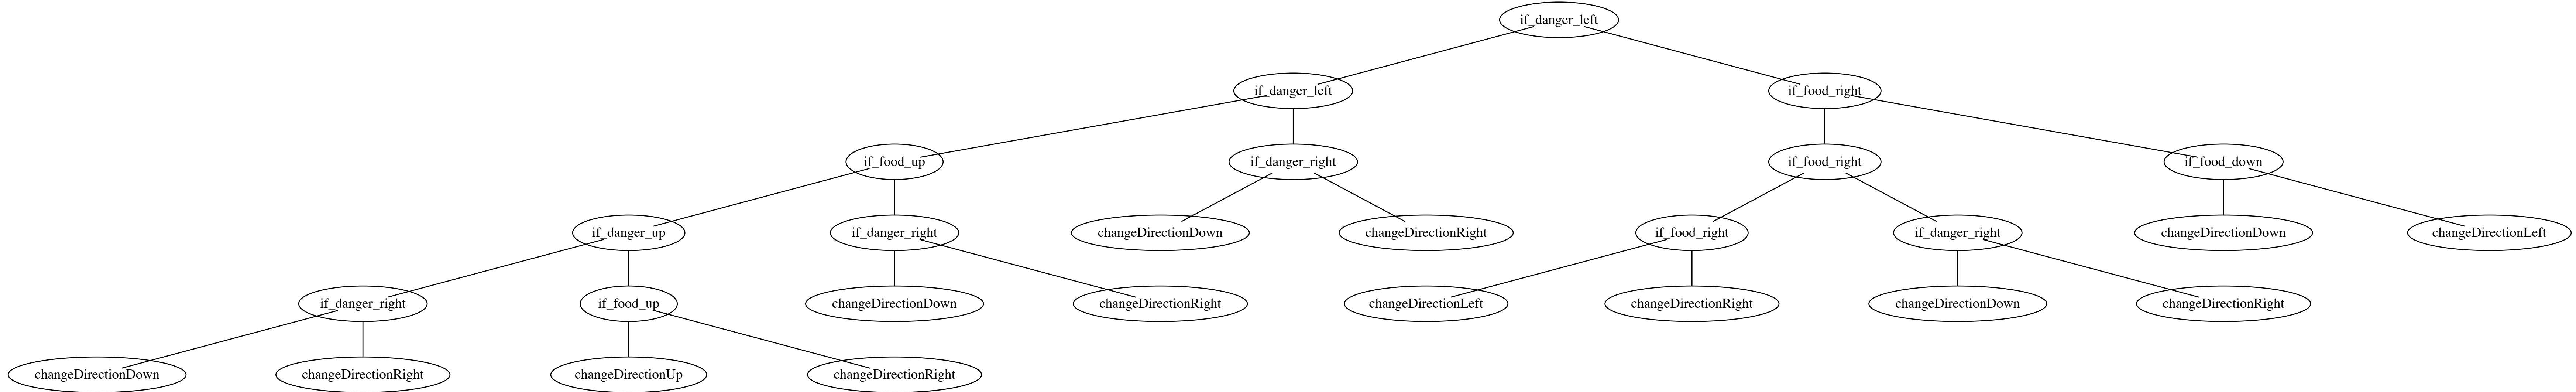 if_danger_left
if_danger_left
if_food_right
if_food_up
if_danger_right
if_food_right
if_food_down
if_danger_up
if_danger_right
changeDirectionDown
changeDirectionRight
if_food_right
if_danger_right
changeDirectionDown
changeDirectionLeft
if_danger_right
if_food_up
changeDirectionDown
changeDirectionRight
changeDirectionLeft
changeDirectionRight
changeDirectionDown
changeDirectionRight
changeDirectionDown
changeDirectionRight
changeDirectionUp
changeDirectionRight